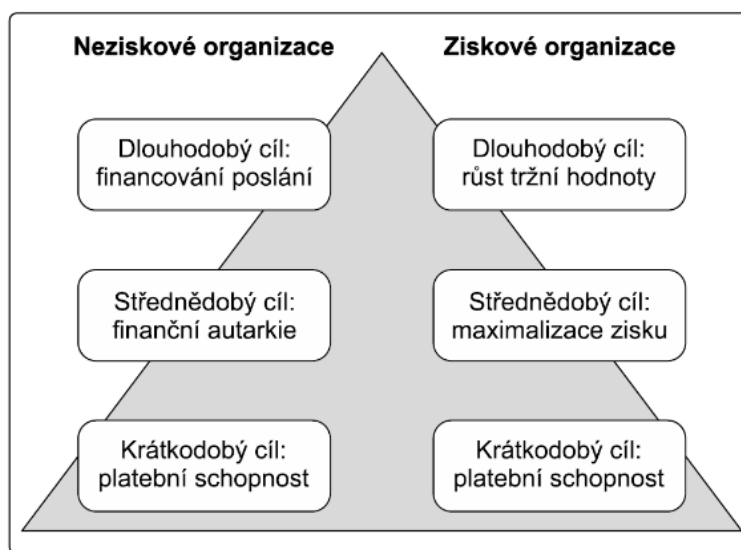 Neziskové organizace
Ziskové organizace
Dlouhodobý cíl:
financování poslání
Dlouhodobý cíl:
růst tržní hodnoty
Střednědobý cíl:
finanční autarkie
Střednědobý cíl:
maximalizace zisku
Krátkodobý cíl:
platební schopnost
Krátkodobý cíl:
platební schopnost